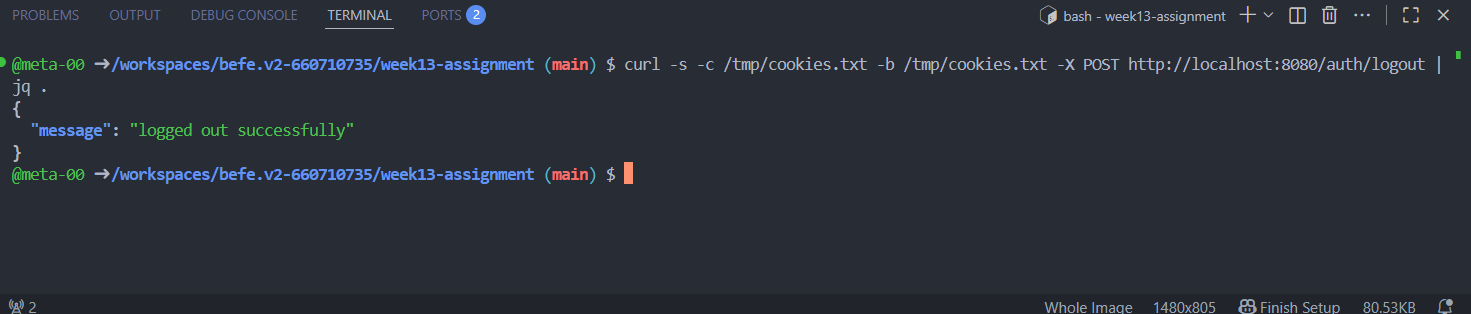 PROBLEMS OUTPUT DEBUG CONSOLE TERMINAL PORTS 2 bash - week13-assignment
@meta-00 ➜/workspaces/befe.v2-660710735/week13-assignment (main) $ curl -s -c /tmp/cookies.txt -b /tmp/cookies.txt -X POST http://localhost:8080/auth/logout |
jq .
{
  "message": "logged out successfully"
}
@meta-00 ➜/workspaces/befe.v2-660710735/week13-assignment (main) $
2 Whole Image 1480x805 Finish Setup 80.53KB